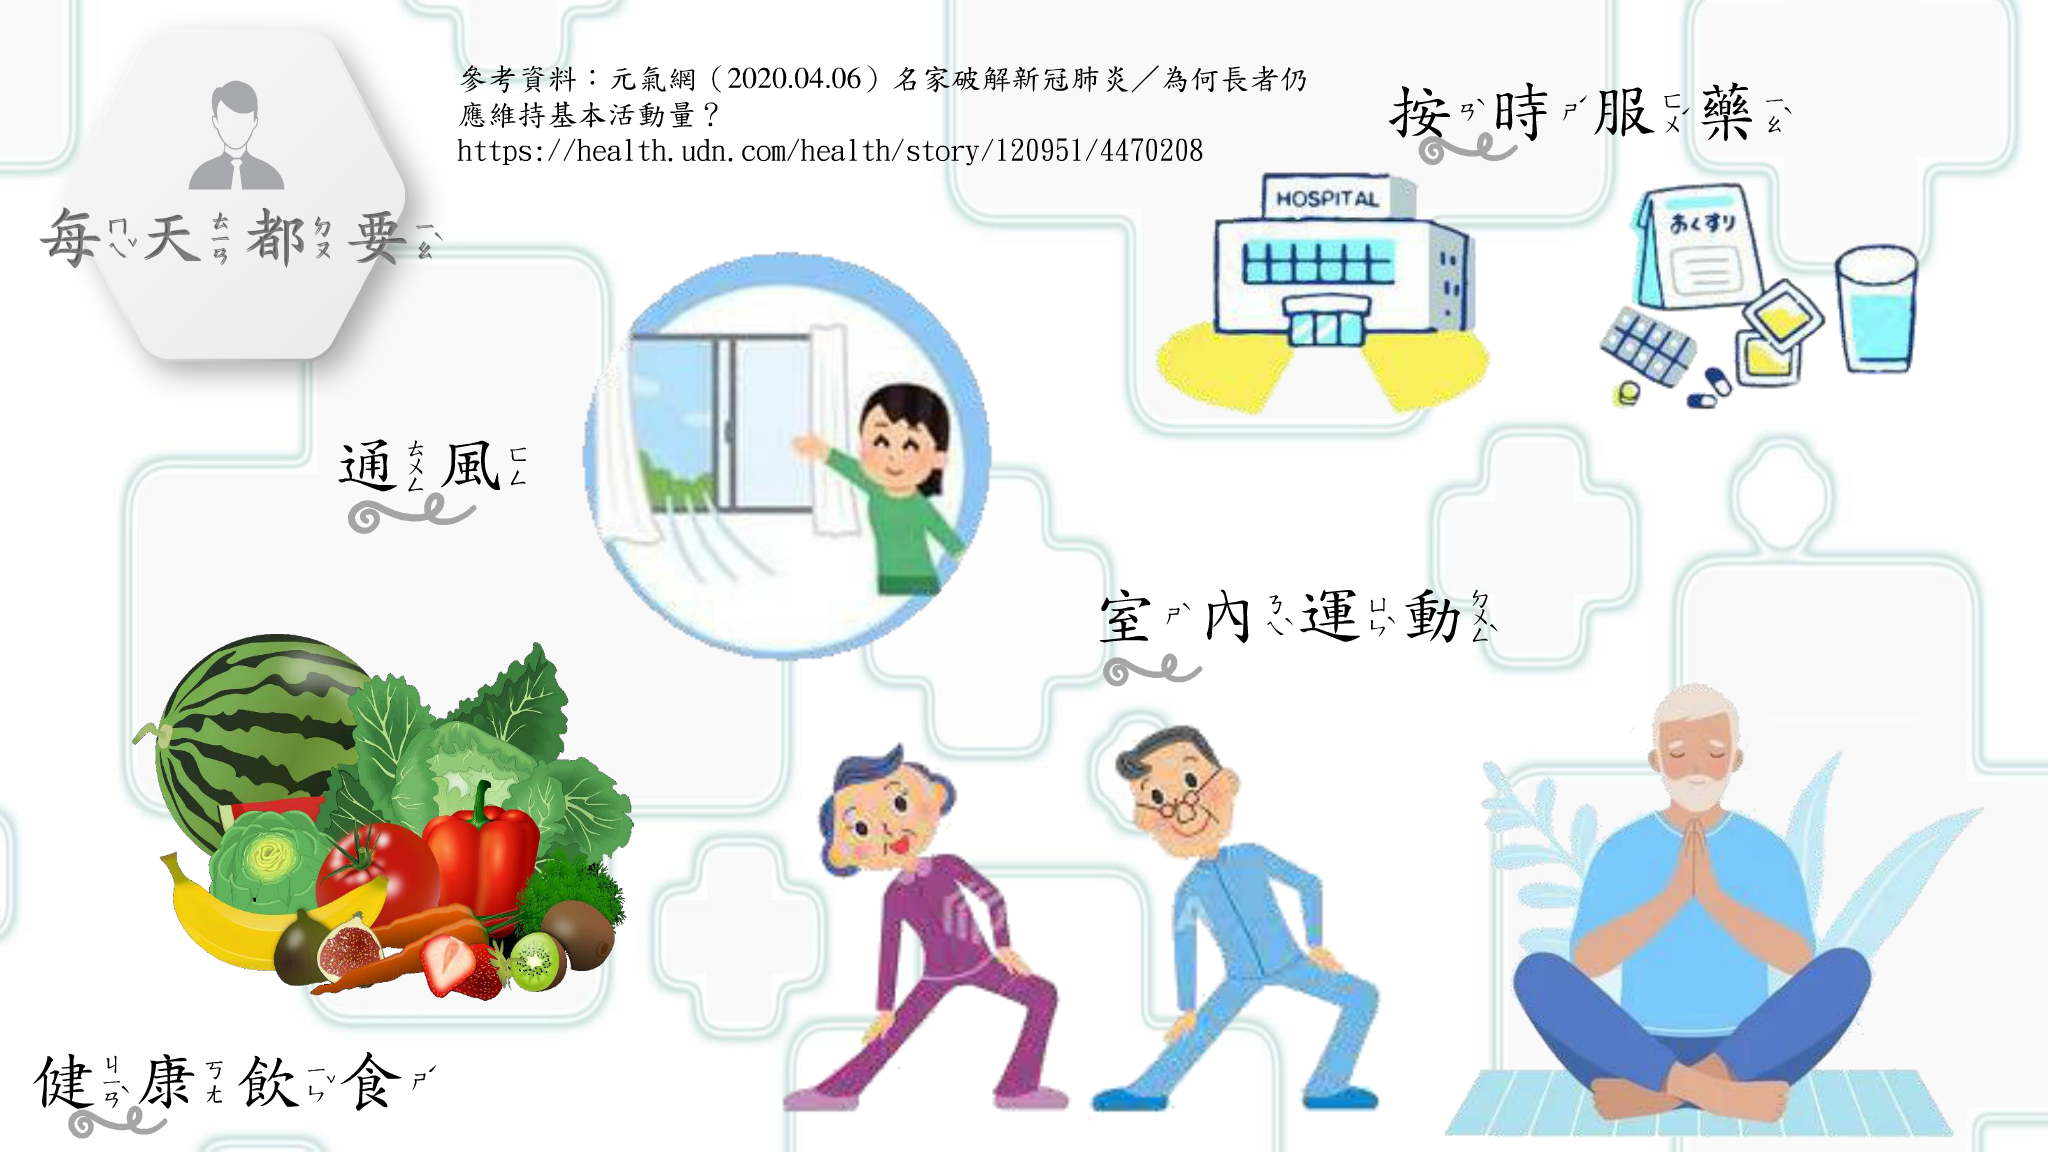 參考資料：元氣網（2020.04.06）名家破解新冠肺炎／為何長者仍
應維持基本活動量？
https://health.udn.com/health/story/120951/4470208
每ㄇㄟˇ天ㄊㄧㄢ都ㄉㄡ要ㄧㄠˋ
按ㄢˋ時ㄕˊ服ㄈㄨˊ藥ㄧㄠˋ
HOSPITAL
おくすり
通ㄊㄨㄥ風ㄈㄥ
室ㄕˋ內ㄋㄟˋ運ㄩㄣˋ動ㄉㄨㄥˋ
健ㄐㄧㄢˋ康ㄎㄤ飲ㄧㄣˇ食ㄕˊ